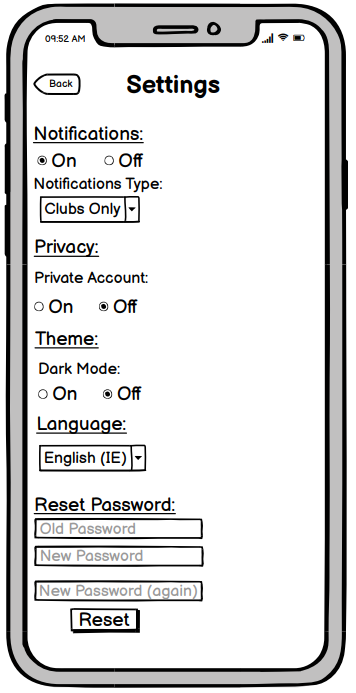 09:52 AM
Back
Settings
Notifications:
On Off
Notifications Type:
Clubs Only
Privacy:
Private Account:
On Off
Theme:
Dark Mode:
On Off
Language:
English (IE)
Reset Password:
Old Password
New Password
New Password (again)
Reset